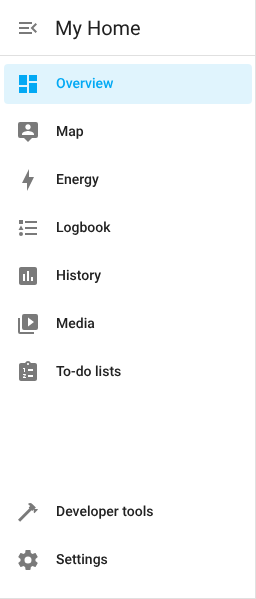 My Home
Overview
Map
Energy
Logbook
History
Media
To-do lists
Developer tools
Settings